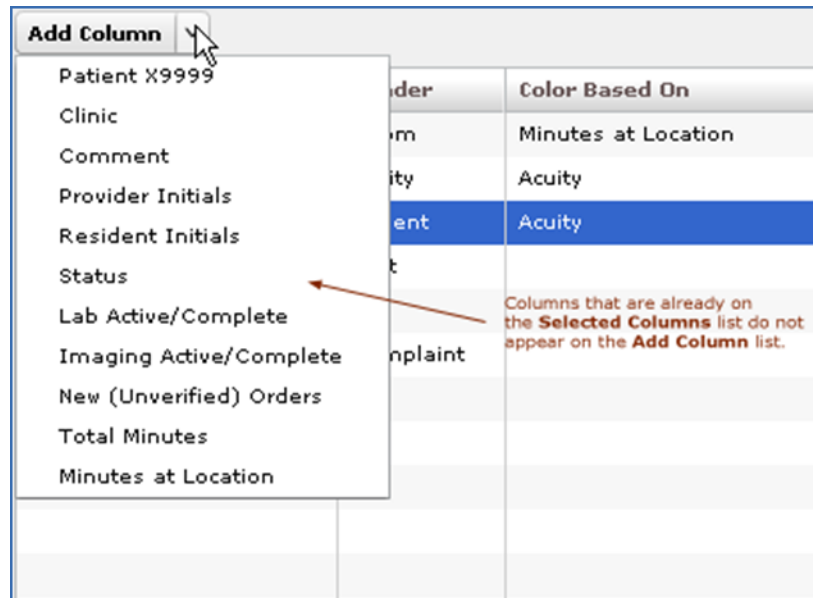 Add Column
Patient X9999
Clinic
Comment
Provider Initials
Resident Initials
Status
Lab Active/Complete
Imaging Active/Complete
New (Unverified) Orders
Total Minutes
Minutes at Location
Color Based On
Minutes at Location
Acuity
Acuity
Columns that are already on
the Selected Columns list do not
appear on the Add Column list.